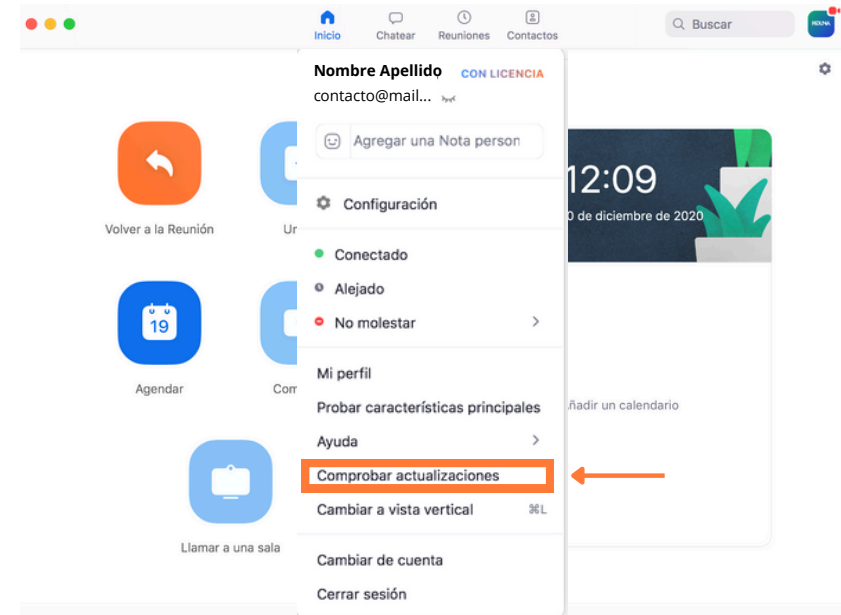 Inicio
Chatear
Reuniones
Contactos
Buscar
Nombre Apellido
CON LICENCIA
contacto@mail...
Agregar una Nota person
12:09
0 de diciembre de 2020
Configuración
Volver a la Reunión
Un
Conectado
Alejado
No molestar
19
Agendar
Com
Mi perfil
Probar características principales
ñadir un calendario
Ayuda
Comprobar actualizaciones
Cambiar a vista vertical
⌘L
Llamar a una sala
Cambiar de cuenta
Cerrar sesión